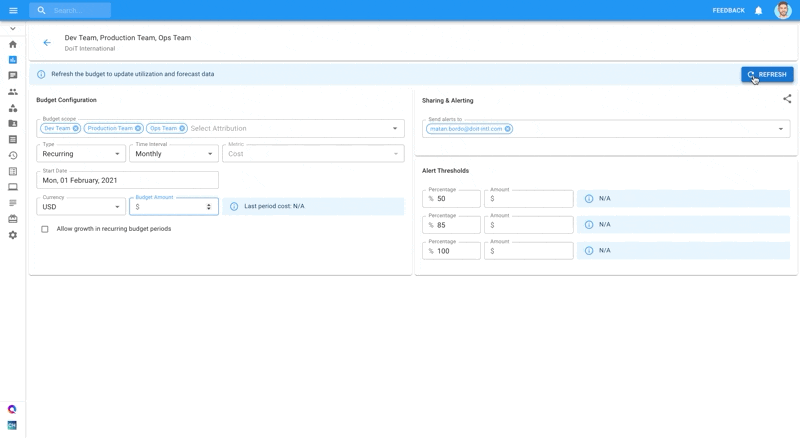 Search...
FEEDBACK
Dev Team, Production Team, Ops Team
DoiT International
Refresh the budget to update utilization and forecast data
REFRESH
Budget Configuration
Budget scope
Dev Team
Production Team
Ops Team
Select Attribution
Type
Recurring
Time Interval
Monthly
Metric
Cost
Start Date
Mon, 01 February, 2021
Currency
USD
Budget Amount
$
Last period cost: N/A
Allow growth in recurring budget periods
Sharing & Alerting
Send alerts to
matan.bordo@doit-intl.com
Alert Thresholds
Percentage
% 50
Amount
$
N/A
Percentage
% 85
Amount
$
N/A
Percentage
% 100
Amount
$
N/A
CH